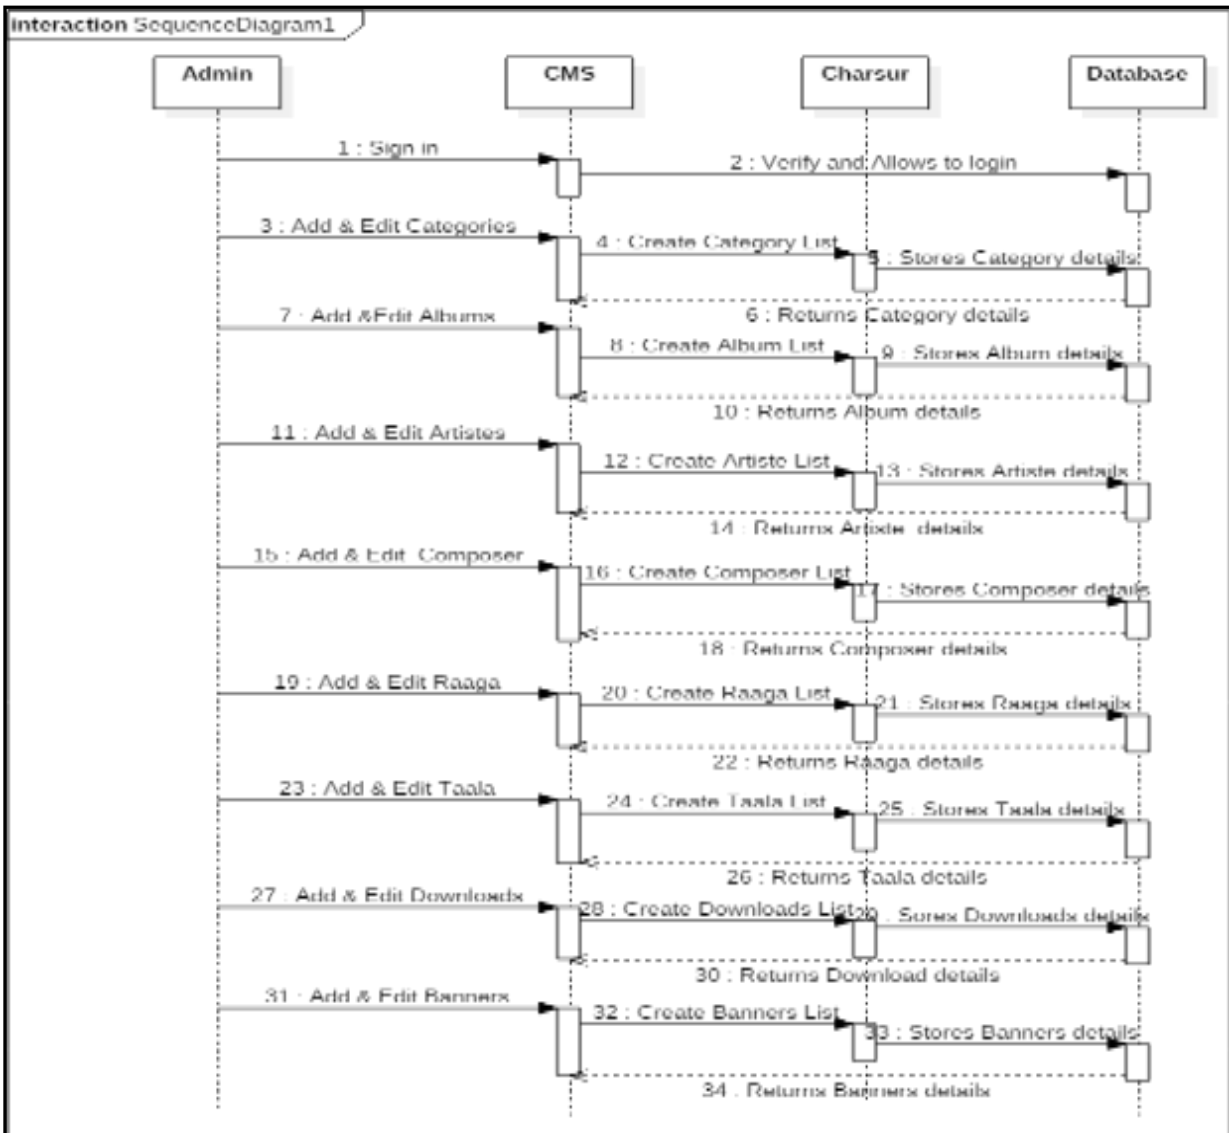 interaction SequenceDiagram1
Admin
CMS
Charsur
Database
1 : Sign in
2 : Verify and Allows to login
3 : Add & Edit Categories
4 : Create Category List
5 : Stores Category details
6 : Returns Category details
7 : Add &Edit Albums
8 : Create Album List
9 : Stores Album details
10 : Returns Album details
11 : Add & Edit Artistes
12 : Create Artiste List
13 : Stores Artiste details
14 : Returns Artiste details
15 : Add & Edit Composer
16 : Create Composer List
17 : Stores Composer details
18 : Returns Composer details
19 : Add & Edit Raaga
20 : Create Raaga List
21 : Stores Raaga details
22 : Returns Raaga details
23 : Add & Edit Taala
24 : Create Taala List
25 : Stores Taala details
26 : Returns Taala details
27 : Add & Edit Downloads
28 : Create Downloads List
29 : Sores Downloads details
30 : Returns Download details
31 : Add & Edit Banners
32 : Create Banners List
33 : Stores Banners details
34 : Returns Banners details